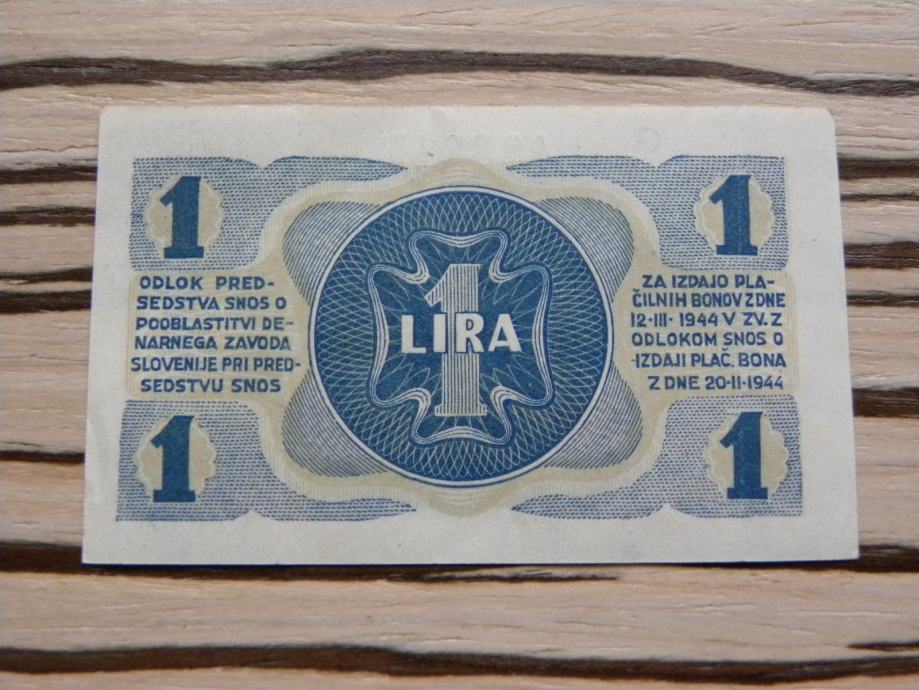 1
1
ODLOK PRED-
SEDSTVA SNOS O
POOBLASTITVI DE-
NARNEGA ZAVODA
SLOVENIJE PRI PRED-
SEDSTVU SNOS
1
LIRA
ZA IZDAJO PLA-
ČILNIH BONOV Z DNE
12·III· 1944 V ZV. Z
ODLOKOM SNOS O
IZDAJI PLAČ. BONA
Z DNE 20·II·1944
1
1